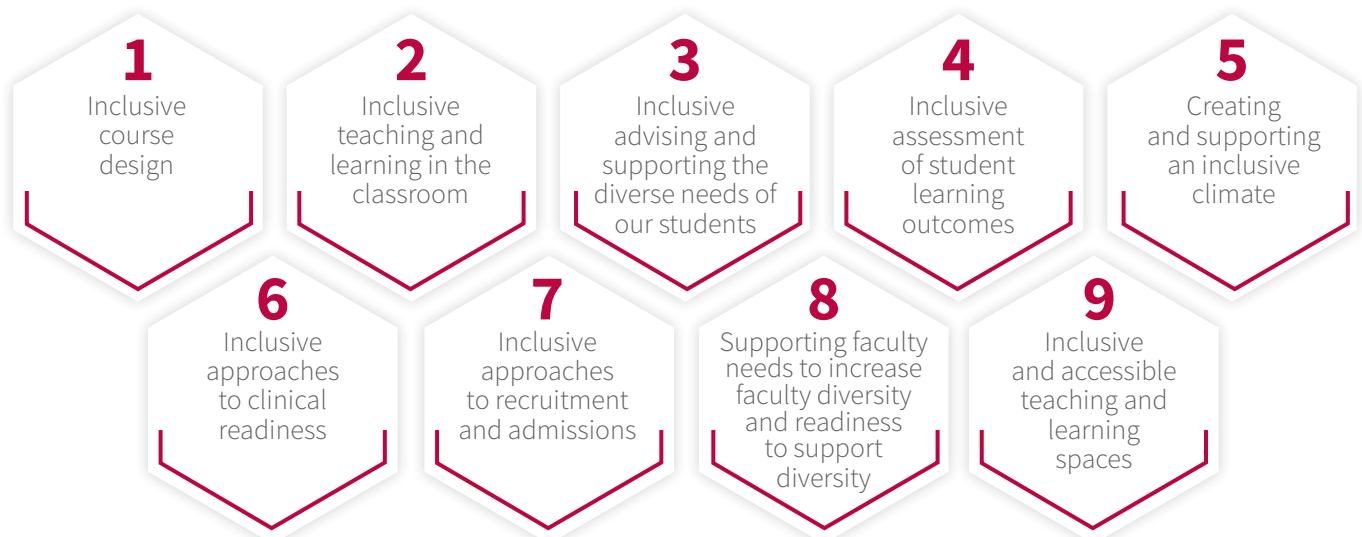 1
Inclusive
course
design
2
Inclusive
teaching and
learning in the
classroom
3
Inclusive
advising and
supporting the
diverse needs of
our students
4
Inclusive
assessment
of student
learning
outcomes
5
Creating
and supporting
an inclusive
climate
6
Inclusive
approaches
to clinical
readiness
7
Inclusive
approaches
to recruitment
and admissions
8
Supporting faculty
needs to increase
faculty diversity
and readiness
to support
diversity
9
Inclusive
and accessible
teaching and
learning
spaces